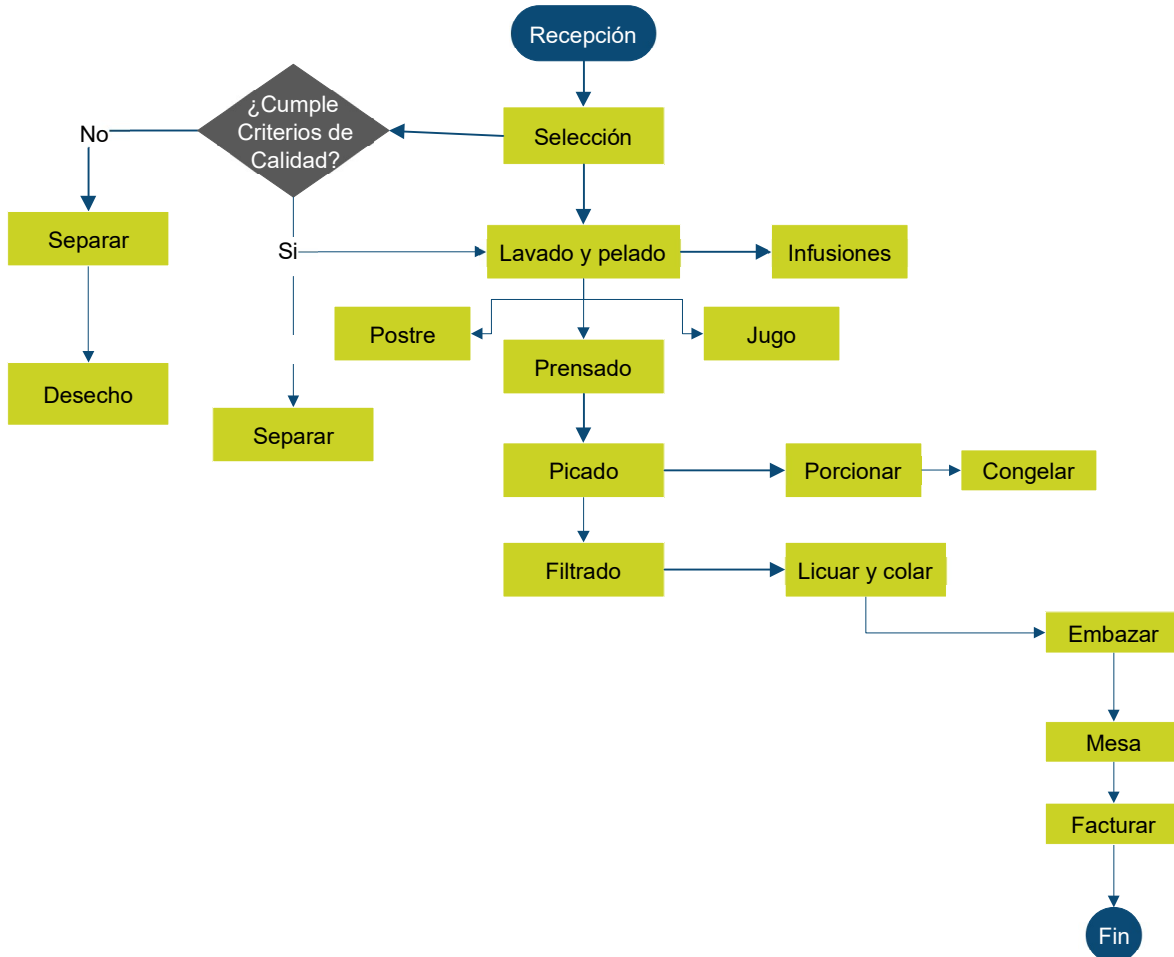 Recepción
¿Cumple
Criterios de
Calidad?
No
Selección
Separar
Si
Lavado y pelado
Infusiones
Postre
Jugo
Prensado
Desecho
Separar
Picado
Porcionar
Congelar
Filtrado
Licuar y colar
Embazar
Mesa
Facturar
Fin